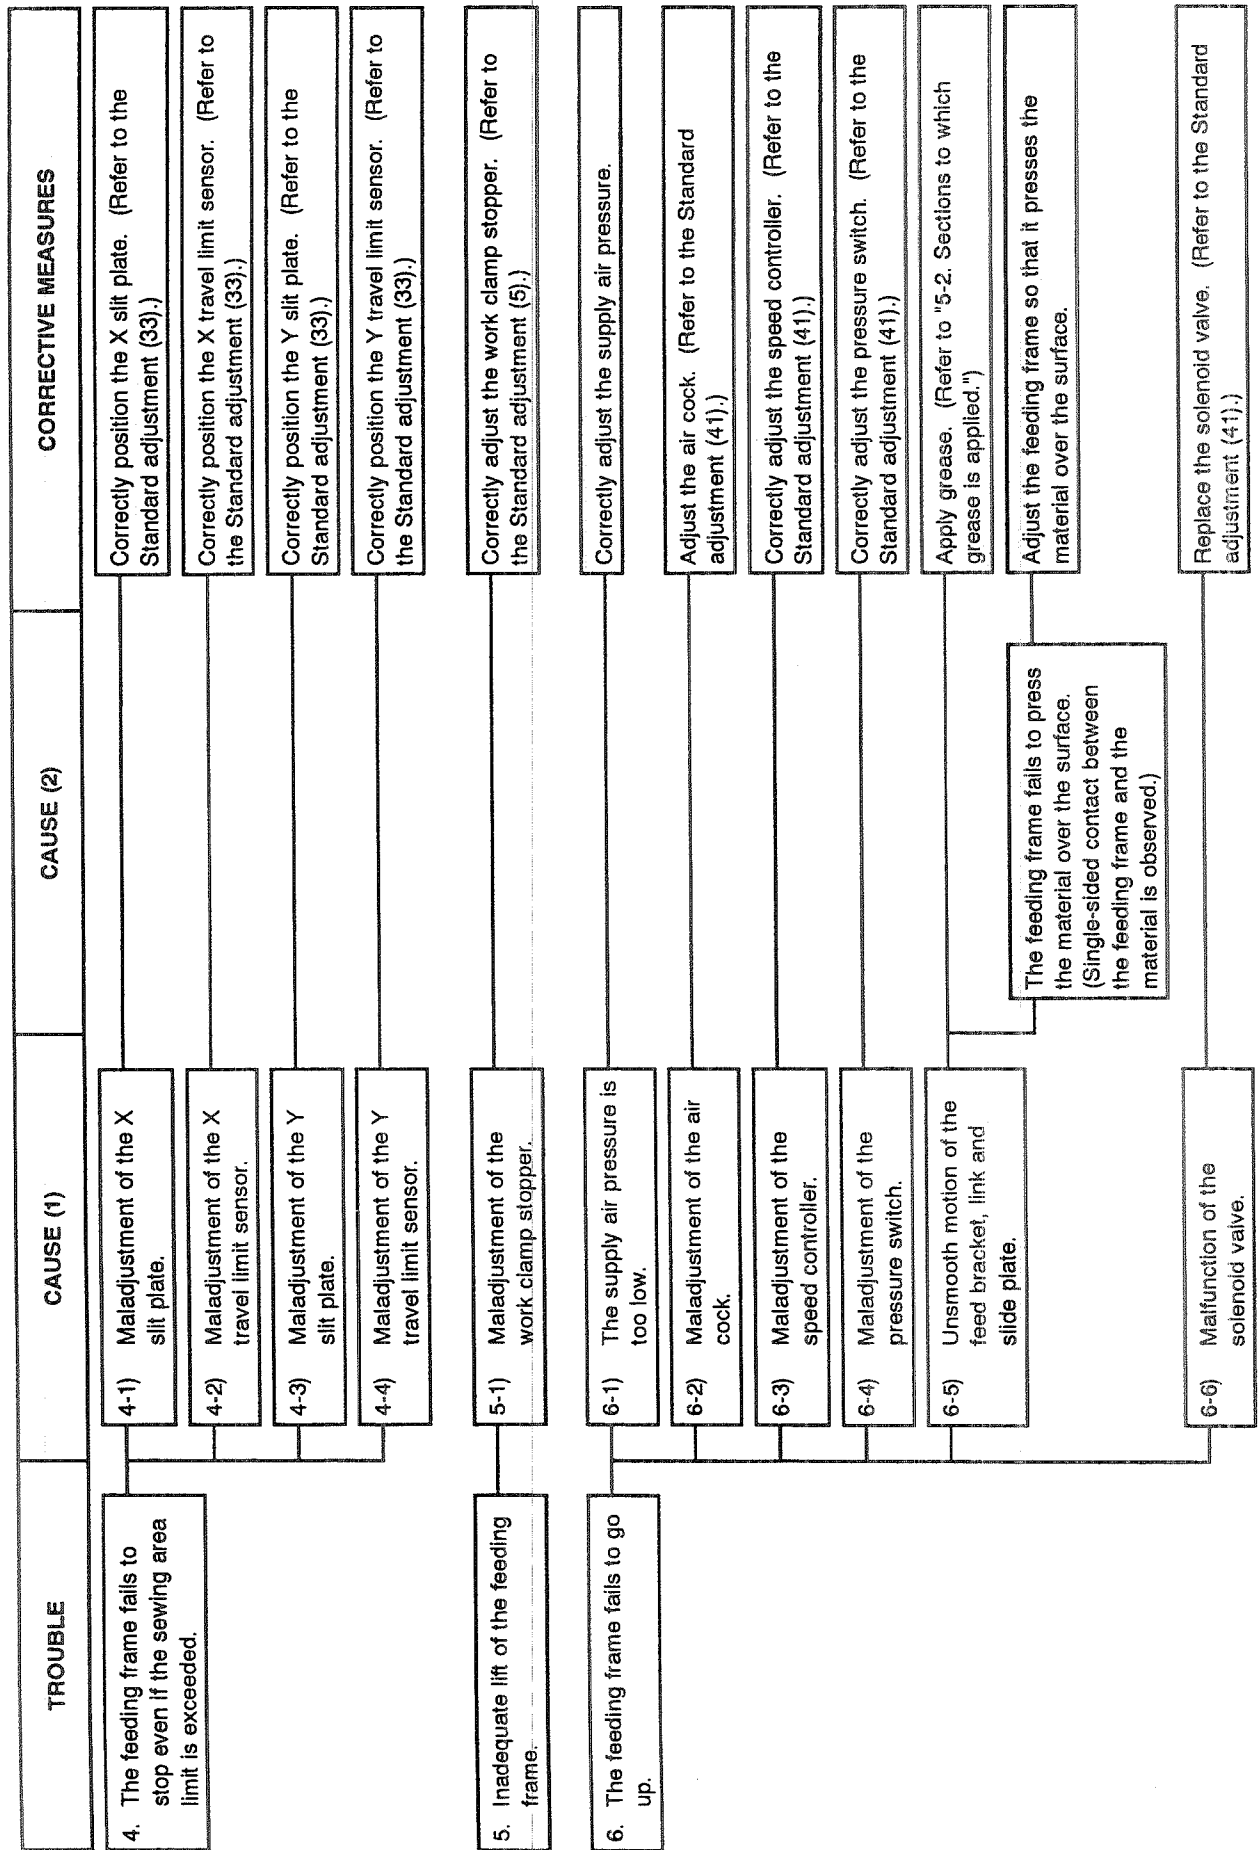 TROUBLE
CAUSE (1)
CAUSE (2)
CORRECTIVE MEASURES
4. The feeding frame fails to
stop even if the sewing area
limit is exceeded.
4-1) Maladjustment of the X
slit plate.
Correctly position the X slit plate. (Refer to the
Standard adjustment (33).)
4-2) Maladjustment of the X
travel limit sensor.
Correctly position the X travel limit sensor. (Refer to
the Standard adjustment (33).)
4-3) Maladjustment of the Y
slit plate.
Correctly position the Y slit plate. (Refer to the
Standard adjustment (33).)
4-4) Maladjustment of the Y
travel limit sensor.
Correctly position the Y travel limit sensor. (Refer to
the Standard adjustment (33).)
5. Inadequate lift of the feeding
frame.
5-1) Maladjustment of the
work clamp stopper.
Correctly adjust the work clamp stopper. (Refer to
the Standard adjustment (5).)
6. The feeding frame fails to go
up.
6-1) The supply air pressure is
too low.
Correctly adjust the supply air pressure.
6-2) Maladjustment of the air
cock.
Adjust the air cock. (Refer to the Standard
adjustment (41).)
6-3) Maladjustment of the
speed controller.
Correctly adjust the speed controller. (Refer to the
Standard adjustment (41).)
6-4) Maladjustment of the
pressure switch.
Correctly adjust the pressure switch. (Refer to the
Standard adjustment (41).)
6-5) Unsmooth motion of the
feed bracket, link and
slide plate.
Apply grease. (Refer to "5-2. Sections to which
grease is applied.")
The feeding frame fails to press
the material over the surface.
(Single-sided contact between
the feeding frame and the
material is observed.)
Adjust the feeding frame so that it presses the
material over the surface.
6-6) Malfunction of the
solenoid valve.
Replace the solenoid valve. (Refer to the Standard
adjustment (41).)